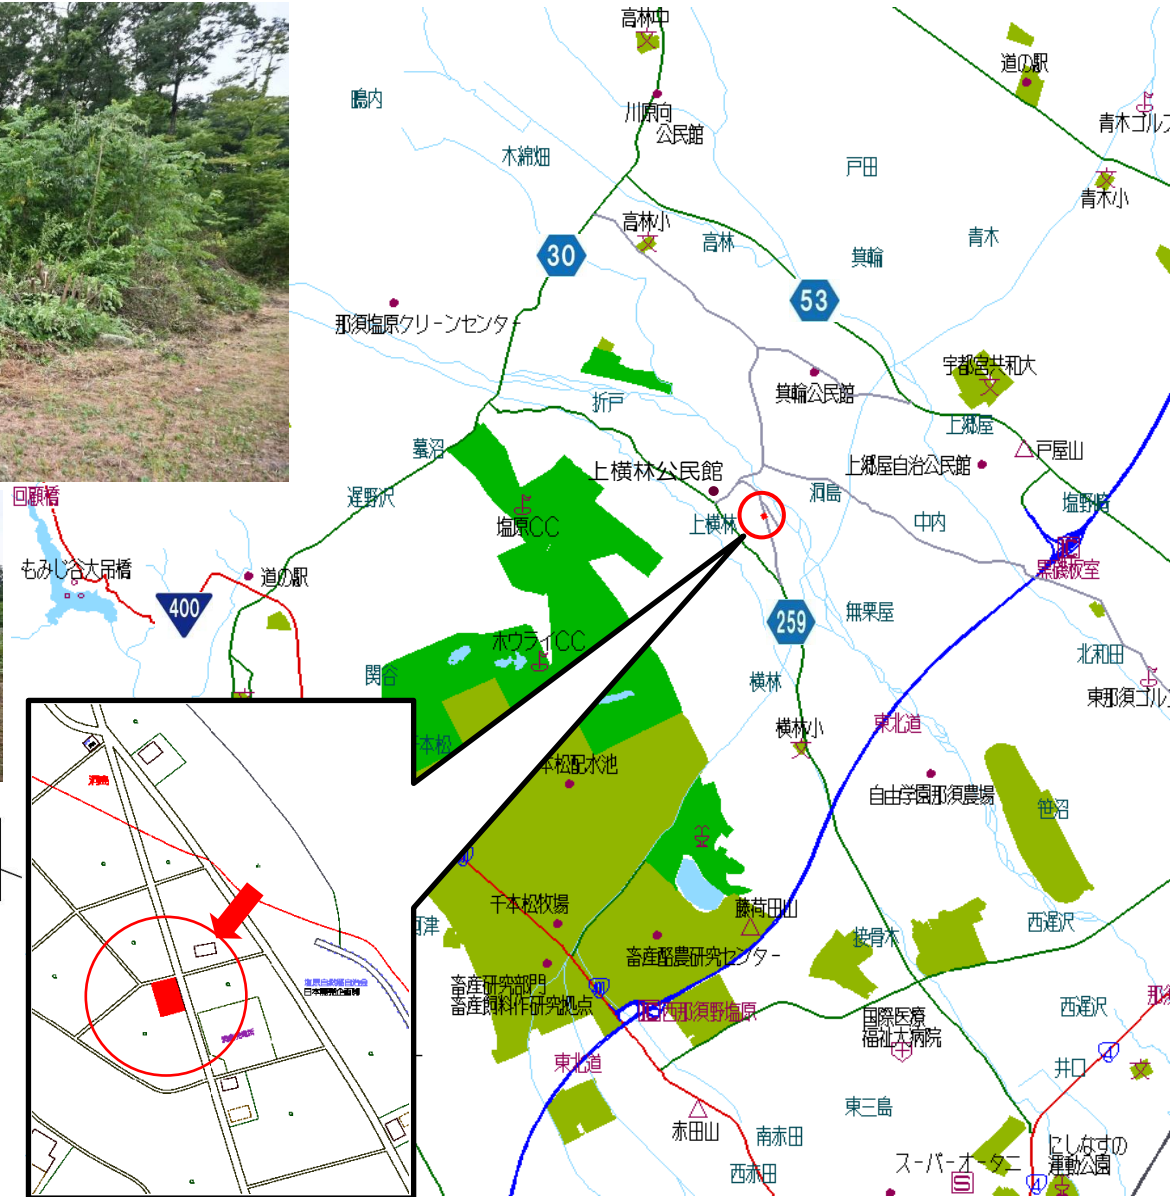 高林中
道の駅
鴫内
川原向
公民館
青木ゴルフ
木綿畑
戸田
青木小
高林小
高林
青木
箕輪
30
53
那須塩原クリーンセンター
宇都宮共和大
箕輪公民館
折戸
上郷屋
蟇沼
戸屋山
上郷屋自治公民館
上横林公民館
回顧橋
遅野沢
洞島
塩野崎
塩原CC
上横林
中内
もみじ谷大吊橋
道の駅
黒磯板室
400
無栗屋
259
ホウライCC
北和田
関谷
横林
東那須ゴルフ
東北道
横林小
千本松
本松配水池
洞島
自由学園那須農場
笹沼
千本松牧場
藤荷田山
西遅沢
接骨木
畜産酪農研究センター
畜産研究部門
畜産飼料作研究拠点
西那須野塩原
国際医療
福祉大病院
西遅沢
4
東北道
井口
東三島
赤田山
南赤田
西赤田
スーパーオータニ
にしなすの
運動公園
S
4